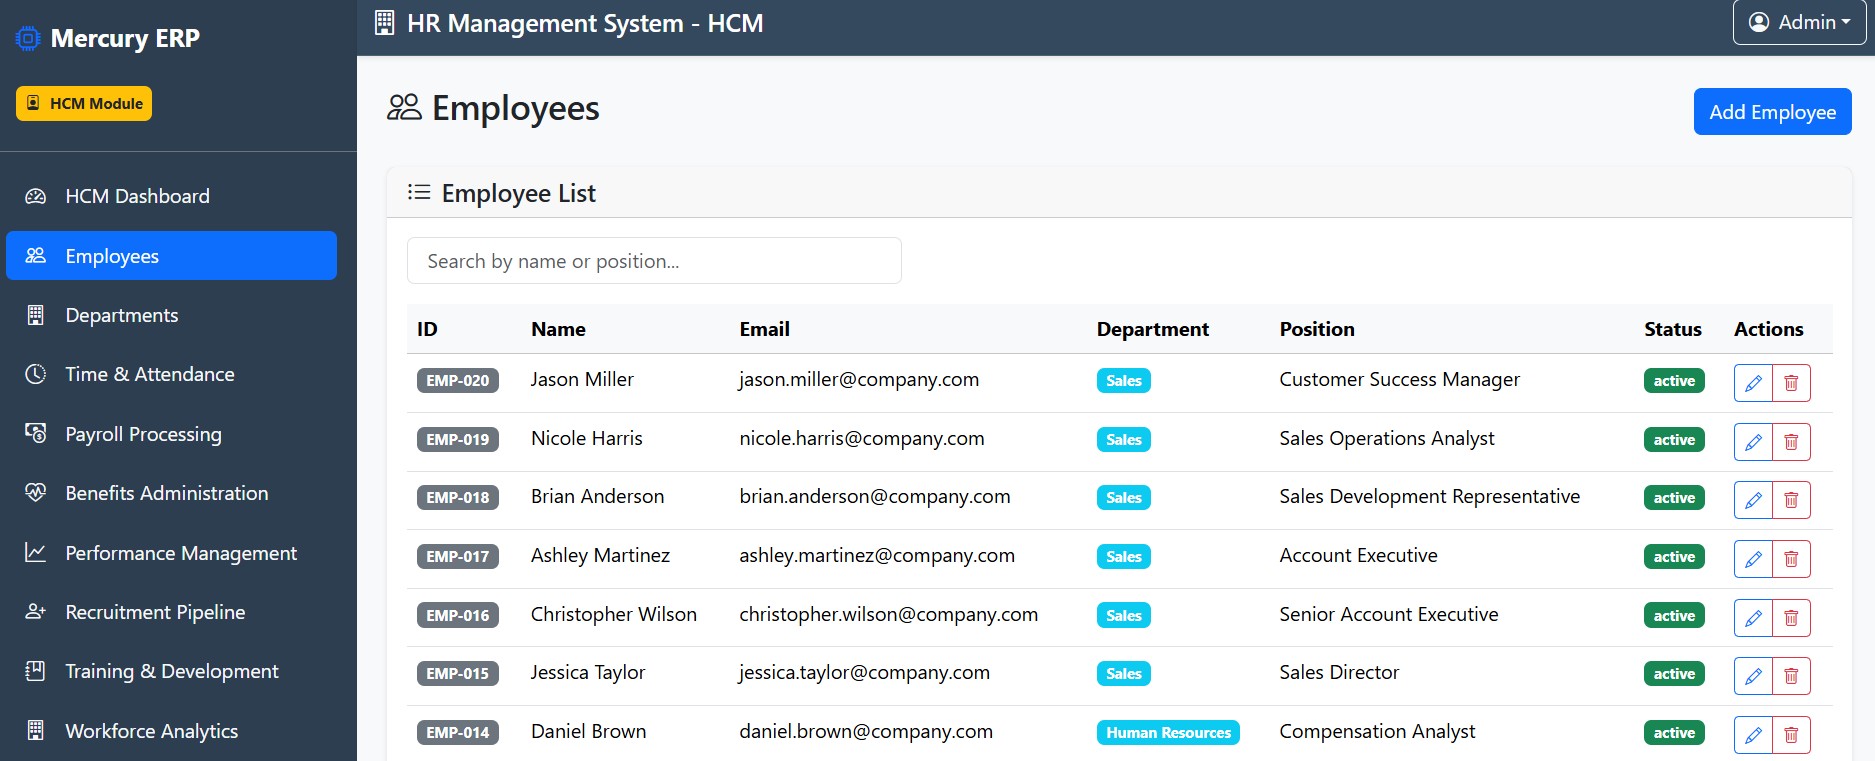 Mercury ERP
HCM Module
HCM Dashboard
Employees
Departments
Time & Attendance
Payroll Processing
Benefits Administration
Performance Management
Recruitment Pipeline
Training & Development
Workforce Analytics
HR Management System - HCM
Admin
Employees
Add Employee
Employee List
Search by name or position...
ID Name Email Department Position Status Actions
EMP-020 Jason Miller jason.miller@company.com Sales Customer Success Manager active
EMP-019 Nicole Harris nicole.harris@company.com Sales Sales Operations Analyst active
EMP-018 Brian Anderson brian.anderson@company.com Sales Sales Development Representative active
EMP-017 Ashley Martinez ashley.martinez@company.com Sales Account Executive active
EMP-016 Christopher Wilson christopher.wilson@company.com Sales Senior Account Executive active
EMP-015 Jessica Taylor jessica.taylor@company.com Sales Sales Director active
EMP-014 Daniel Brown daniel.brown@company.com Human Resources Compensation Analyst active